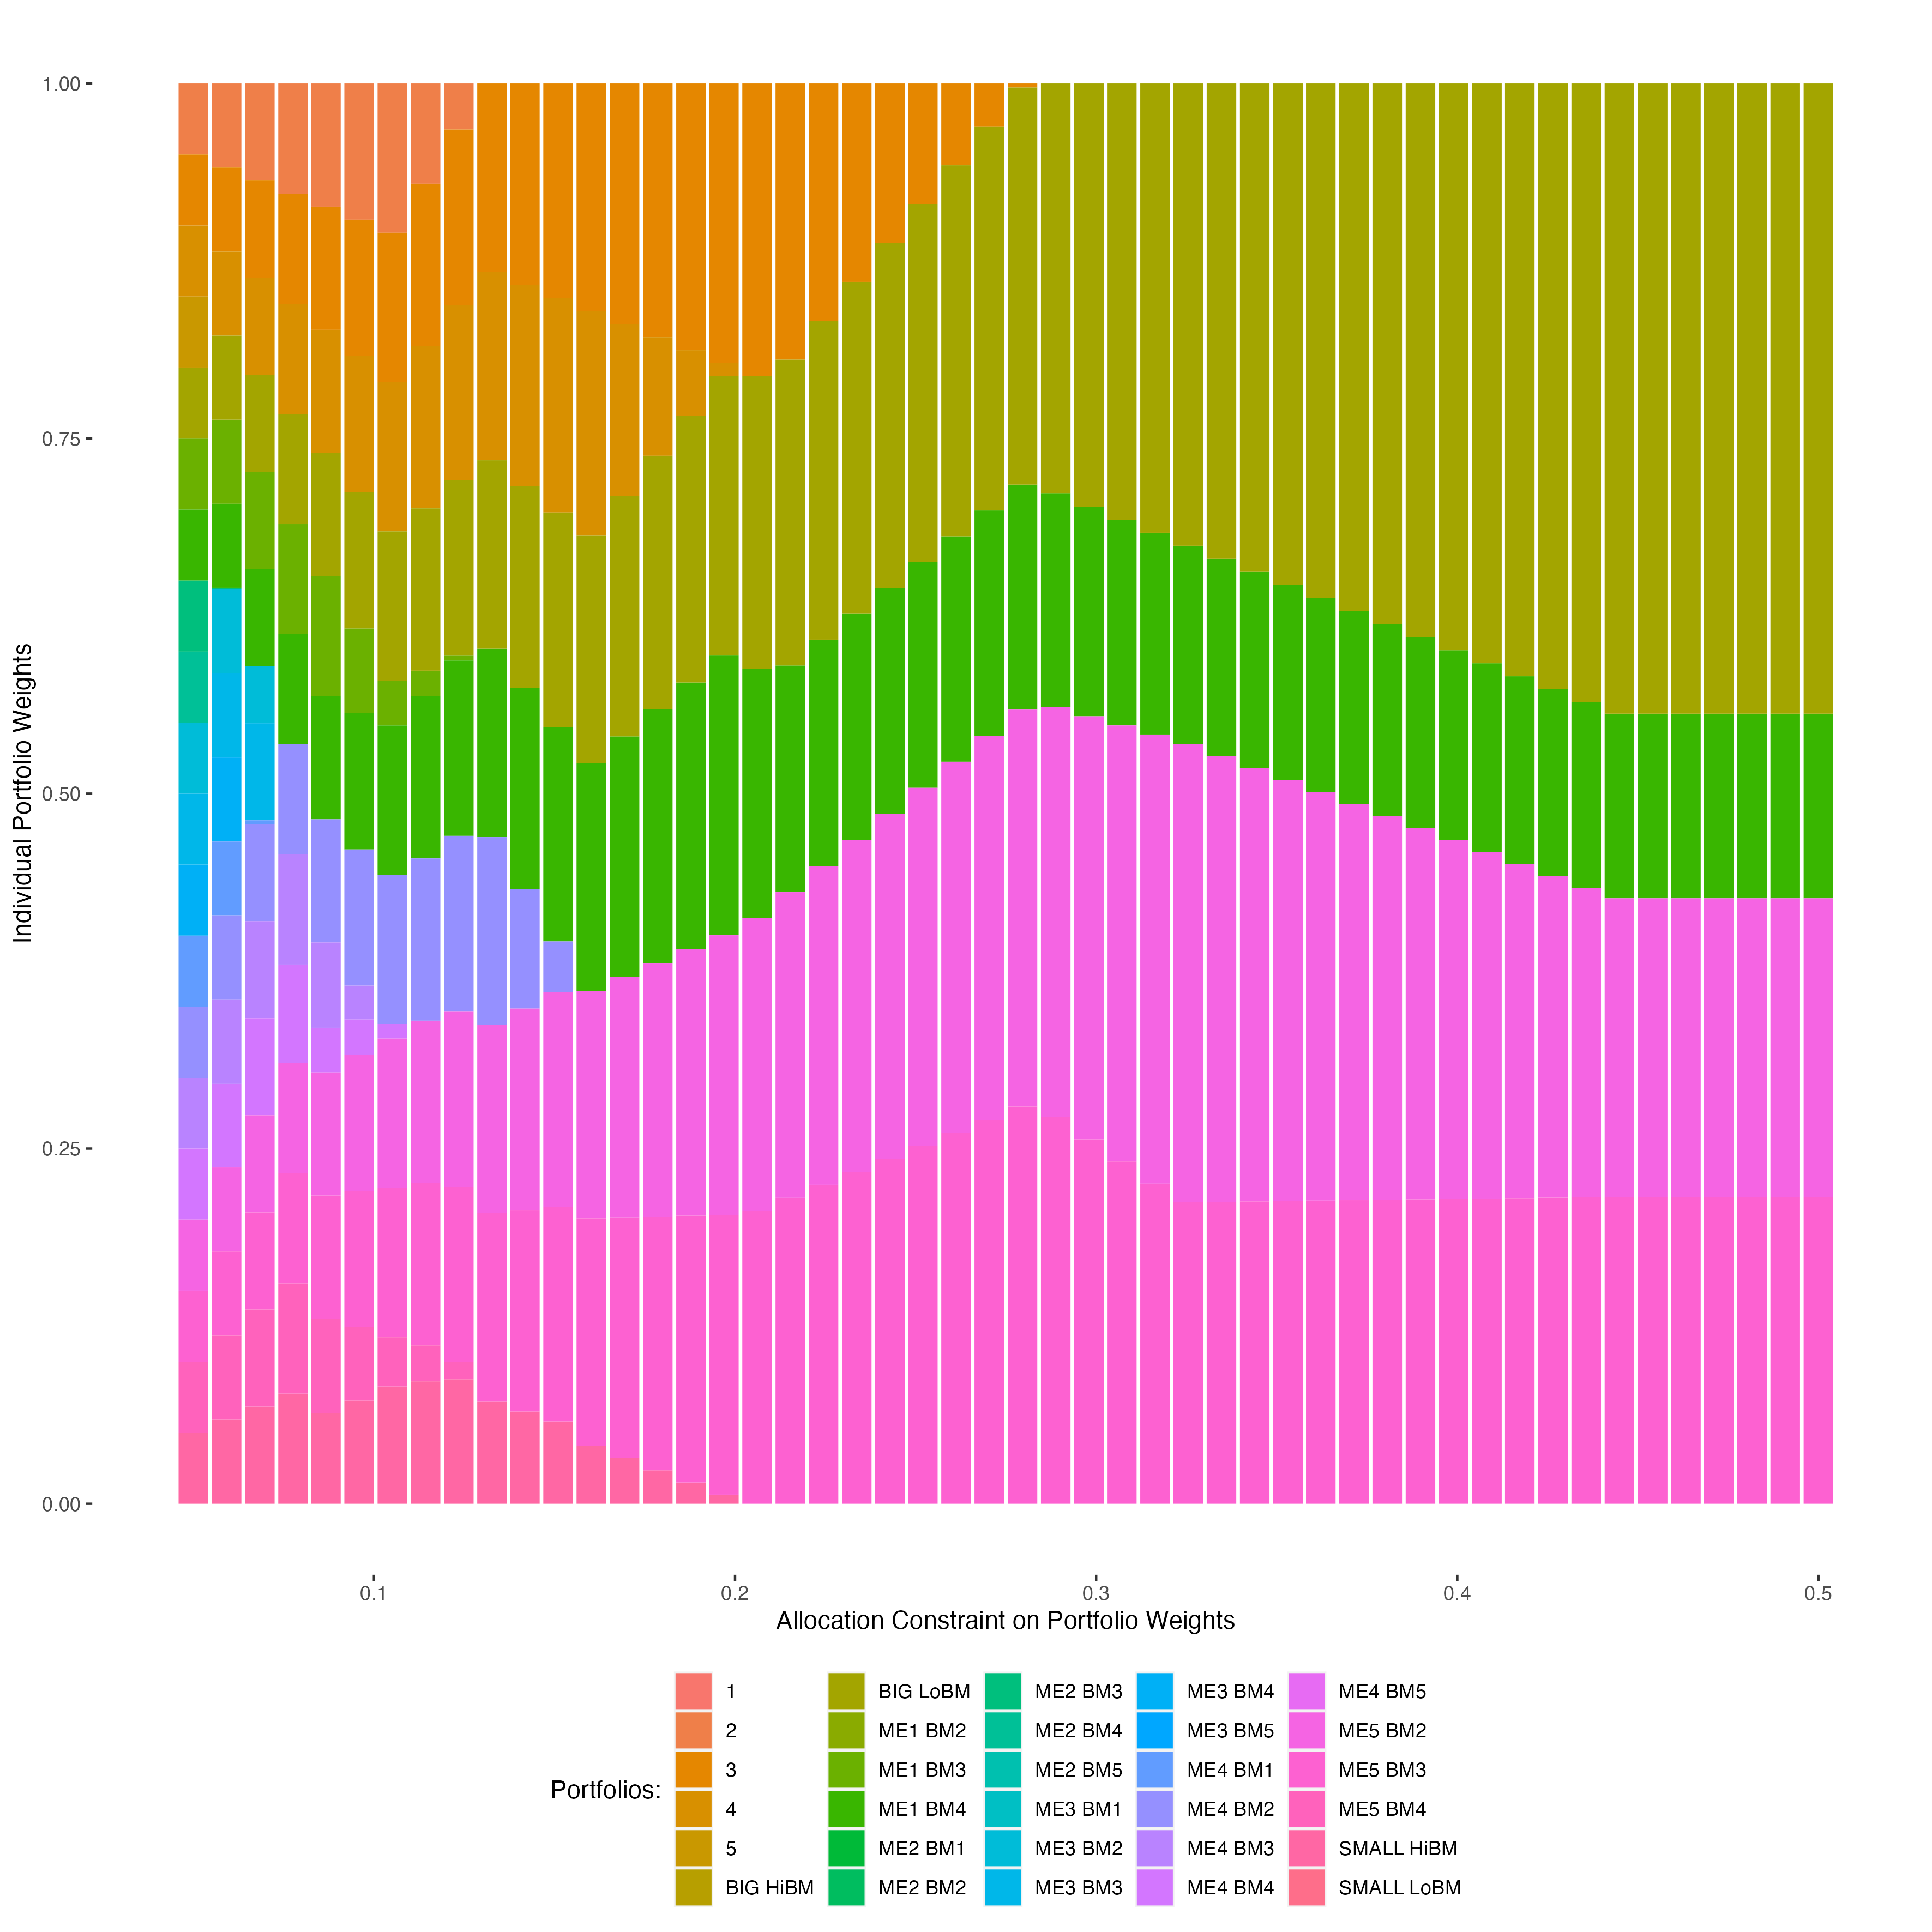 1.00
0.75
0.50
0.25
0.00
Individual Portfolio Weights
0.1 0.2 0.3 0.4 0.5
Allocation Constraint on Portfolio Weights
Portfolios:
1
2
3
4
5
BIG HiBM
BIG LoBM
ME1 BM2
ME1 BM3
ME1 BM4
ME2 BM1
ME2 BM2
ME2 BM3
ME2 BM4
ME2 BM5
ME3 BM1
ME3 BM2
ME3 BM3
ME3 BM4
ME3 BM5
ME4 BM1
ME4 BM2
ME4 BM3
ME4 BM4
ME4 BM5
ME5 BM2
ME5 BM3
ME5 BM4
SMALL HiBM
SMALL LoBM